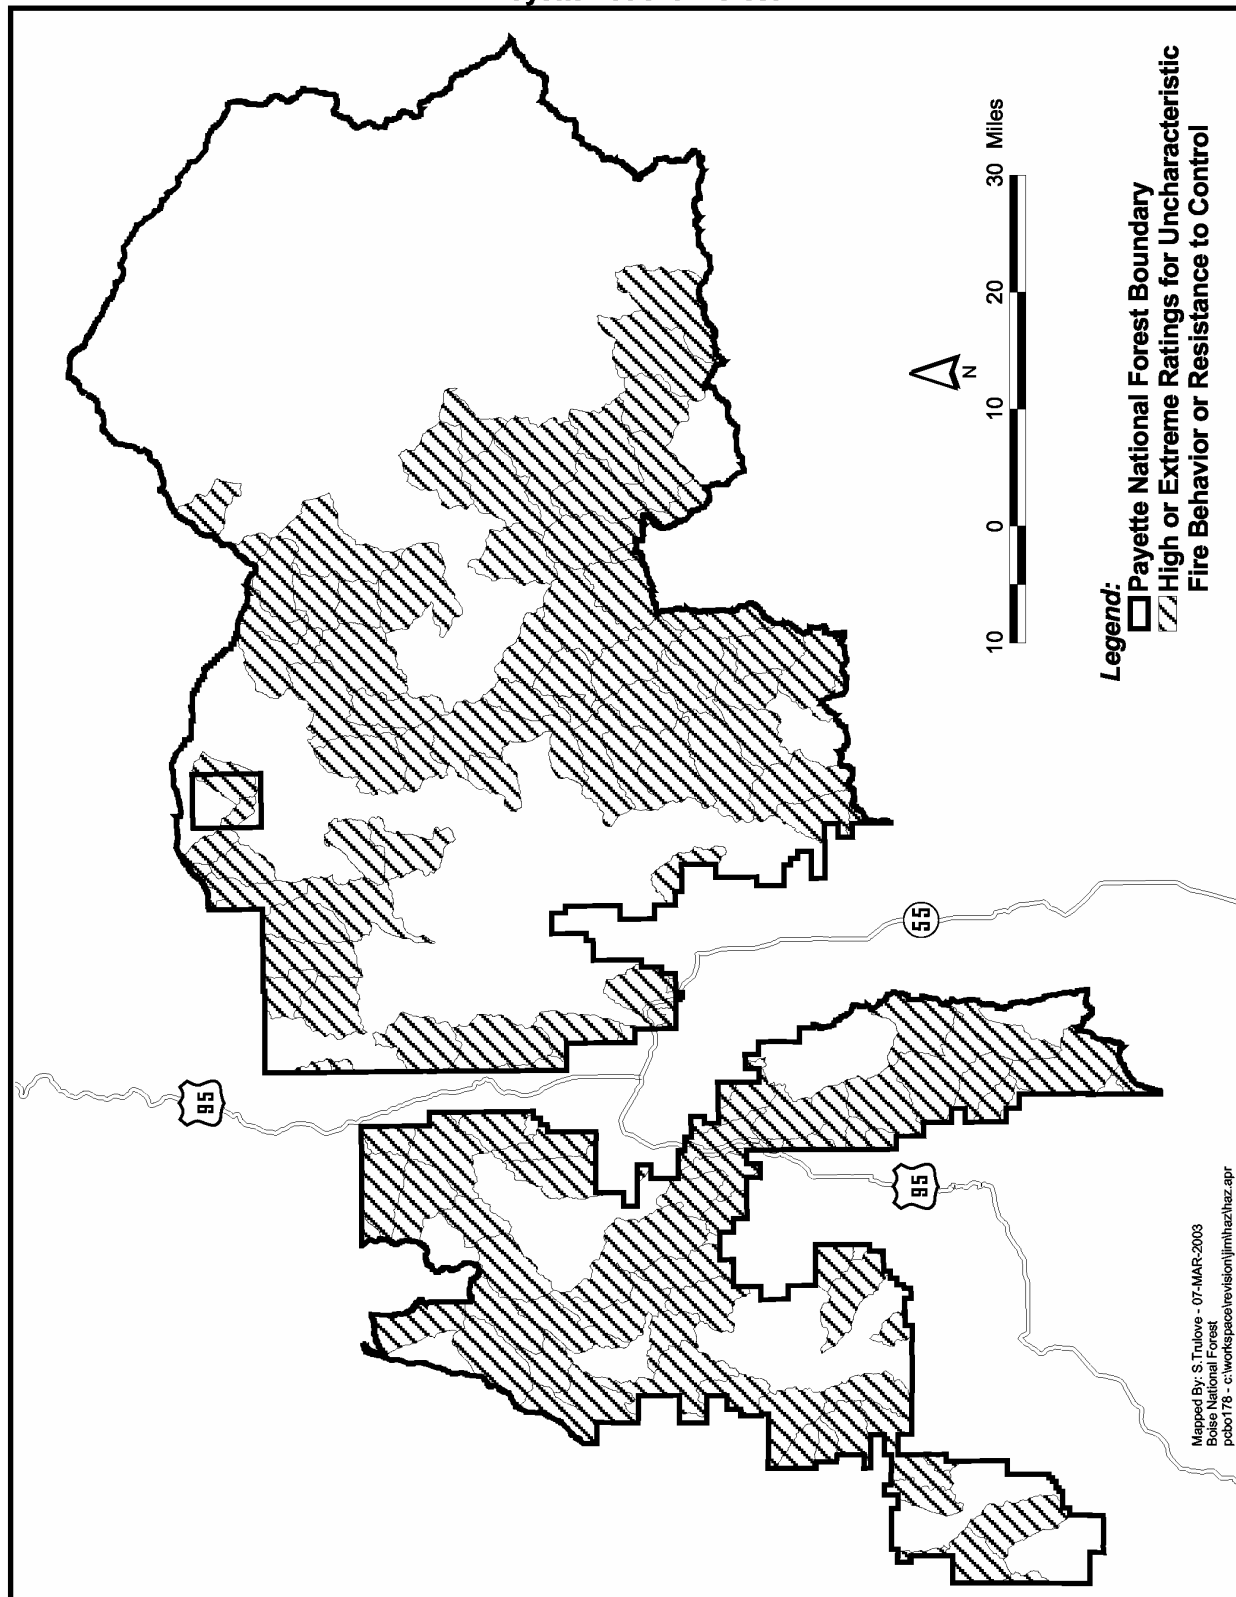 95
55
95
N
10 0 10 20 30 Miles
Legend:
Payette National Forest Boundary
High or Extreme Ratings for Uncharacteristic
Fire Behavior or Resistance to Control
Mapped By: S.Trulove - 07-MAR-2003
Boise National Forest
pcbo178 - c:\workspace\revision\jim\haz\haz.apr